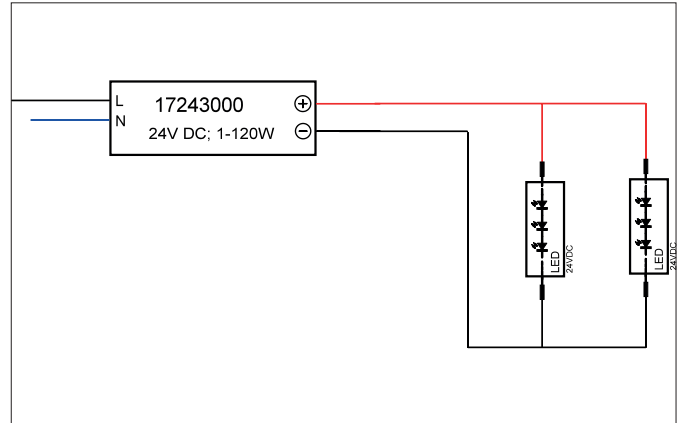 L
17243000
+
N
24V DC; 1-120W
−
LED
24VDC
LED
24VDC